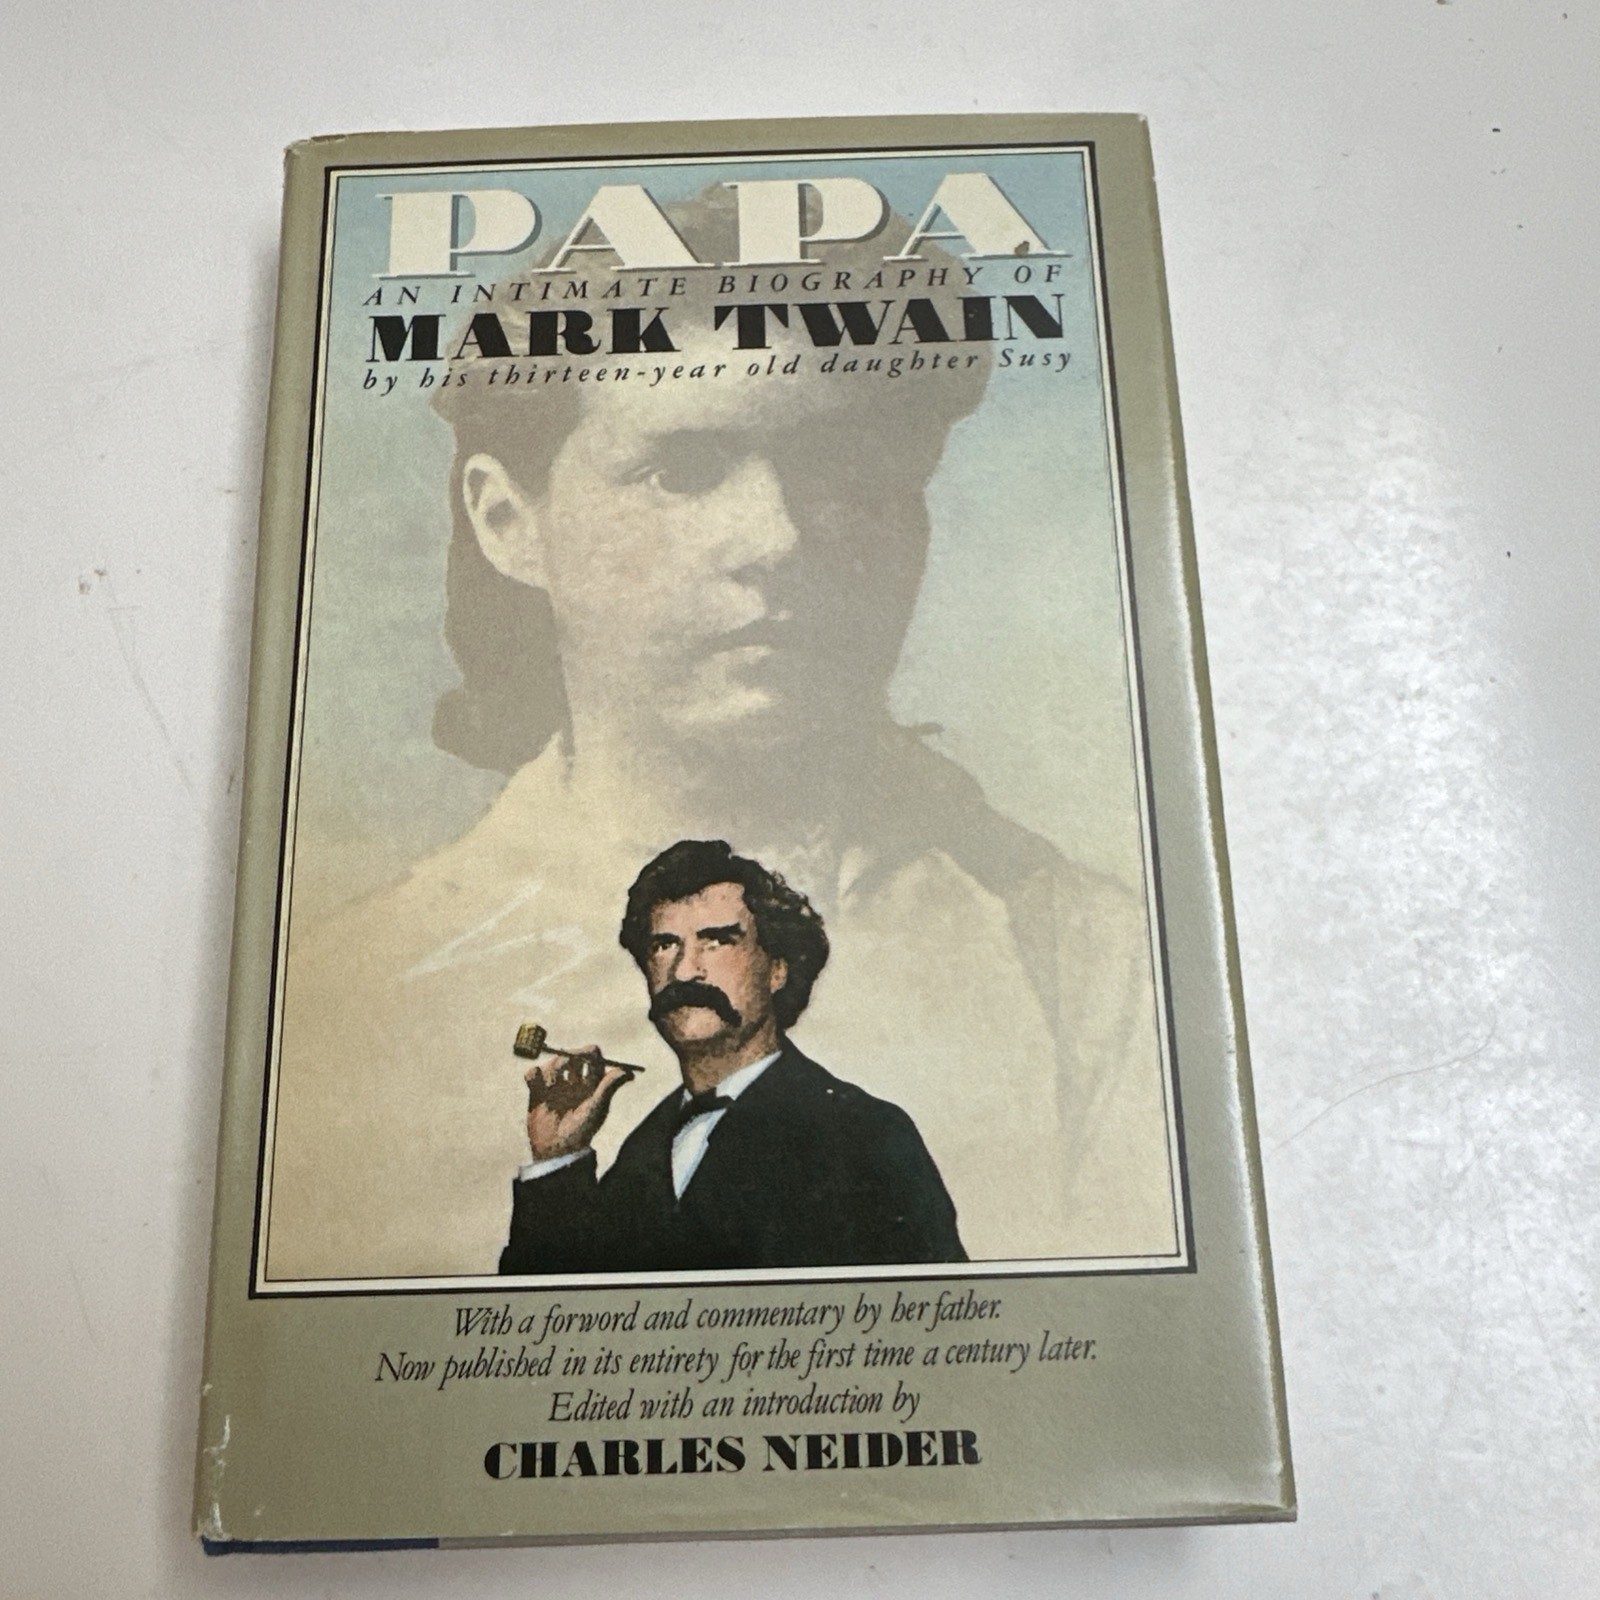 PAPA
AN INTIMATE BIOGRAPHY OF
MARK TWAIN
by his thirteen-year old daughter Susy
With a forword and commentary by her father.
Now published in its entirety for the first time a century later.
Edited with an introduction by
CHARLES NEIDER